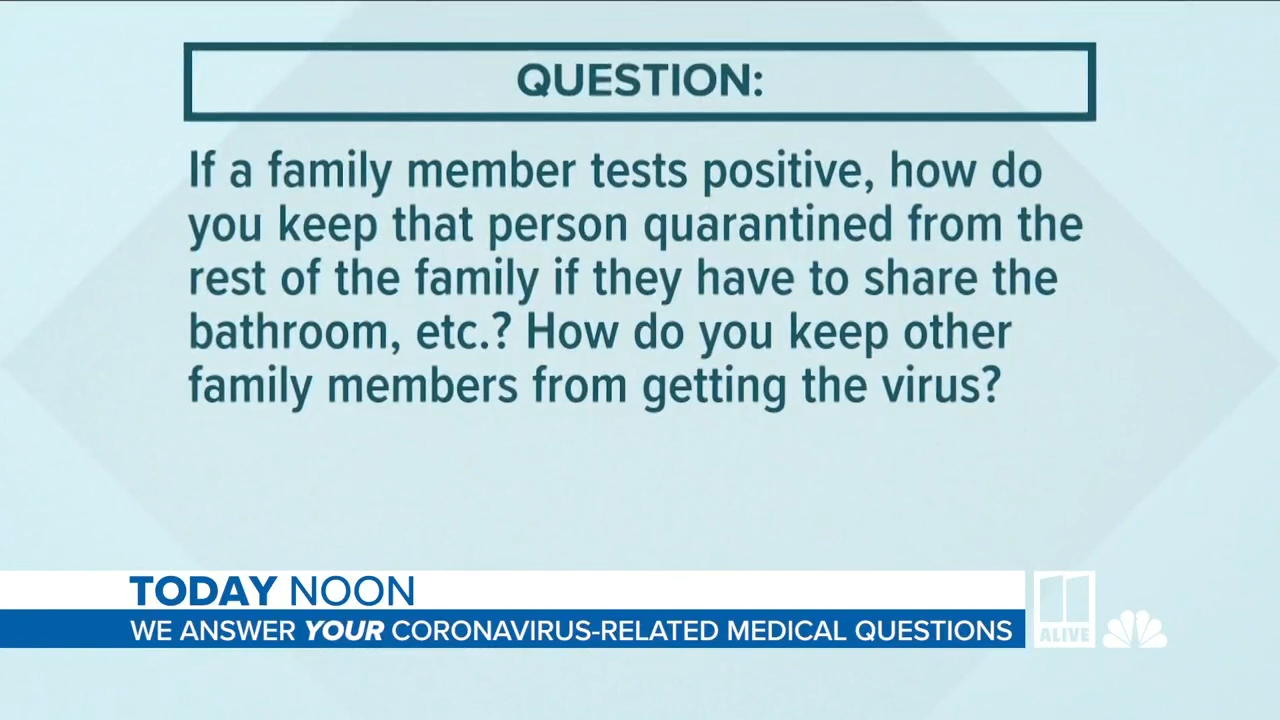 QUESTION:
If a family member tests positive, how do
you keep that person quarantined from the
rest of the family if they have to share the
bathroom, etc.? How do you keep other
family members from getting the virus?
TODAY NOON
WE ANSWER YOUR CORONAVIRUS-RELATED MEDICAL QUESTIONS
11
ALIVE